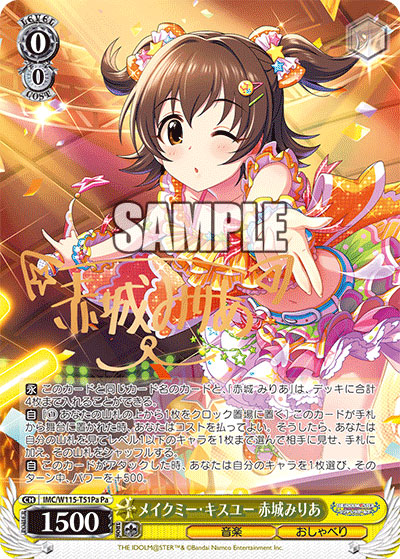 LEVEL
0
0
COST
SAMPLE
赤城みりあ
永 このカードと同じカード名のカードと、「赤城 みりあ」は、デッキに合計
4枚まで入れることができる。
自 [⑴ あなたの山札の上から1枚をクロック置場に置く] このカードが手札
から舞台に置かれた時、あなたはコストを払ってよい。そうしたら、あなたは
自分の山札を見てレベル1以下のキャラを1枚まで選んで相手に見せ、手札に
加え、その山札をシャッフルする。
自 このカードがアタックした時、あなたは自分のキャラを1枚選び、そのター
ン中、パワーを+500。
CH IMC/W115-TS1Pa Pa
メイクミー・キスユー 赤城みりあ
POWER
1500
音楽
おしゃべり
THE IDOLM@STER™& ©Bandai Namco Entertainment Inc.